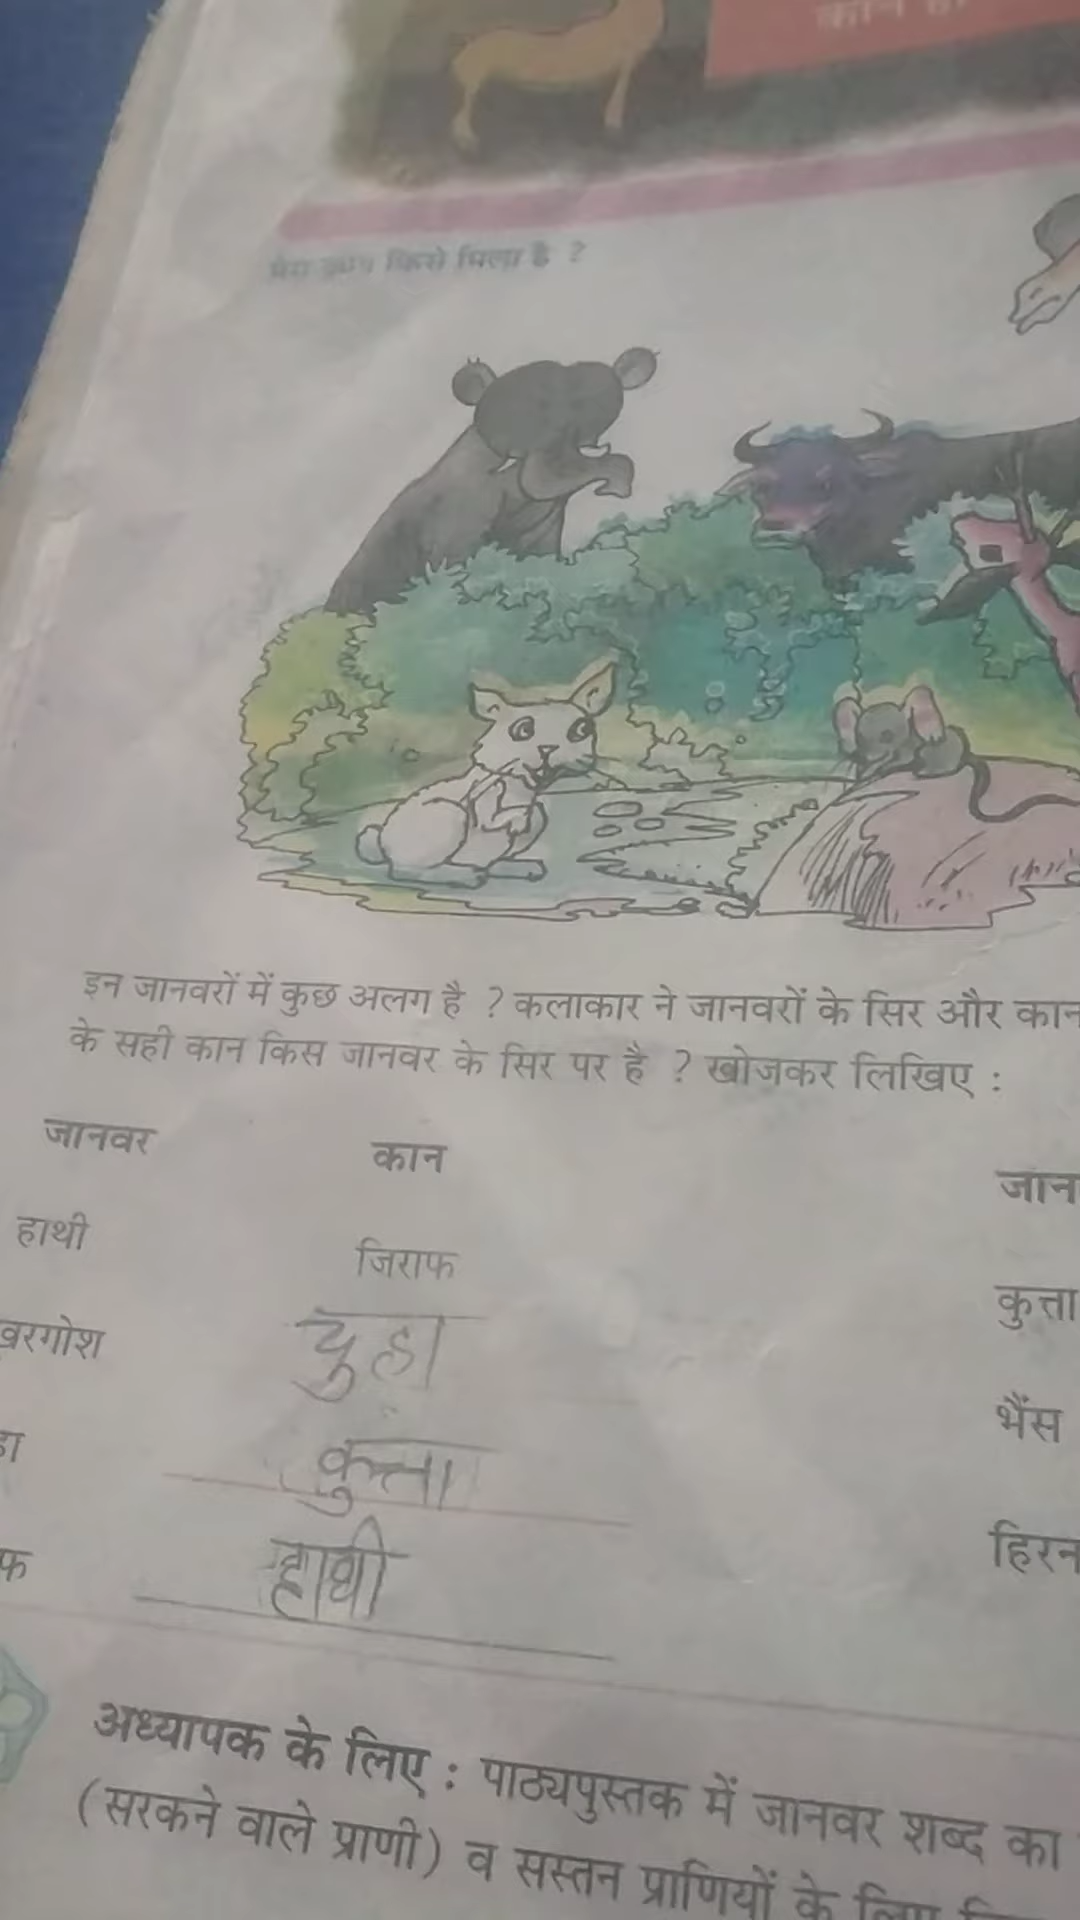 कान
किसे मिला है ?
इन जानवरों में कुछ अलग है ? कलाकार ने जानवरों के सिर और कान
के सही कान किस जानवर के सिर पर है ? खोजकर लिखिए :
जानवर कान जान
हाथी जिराफ कुत्ता
खरगोश चुहा भैंस
हा कुत्ता हिरन
फ हाथी
अध्यापक के लिए : पाठ्यपुस्तक में जानवर शब्द का
(सरकने वाले प्राणी) व सस्तन प्राणियों के लिए